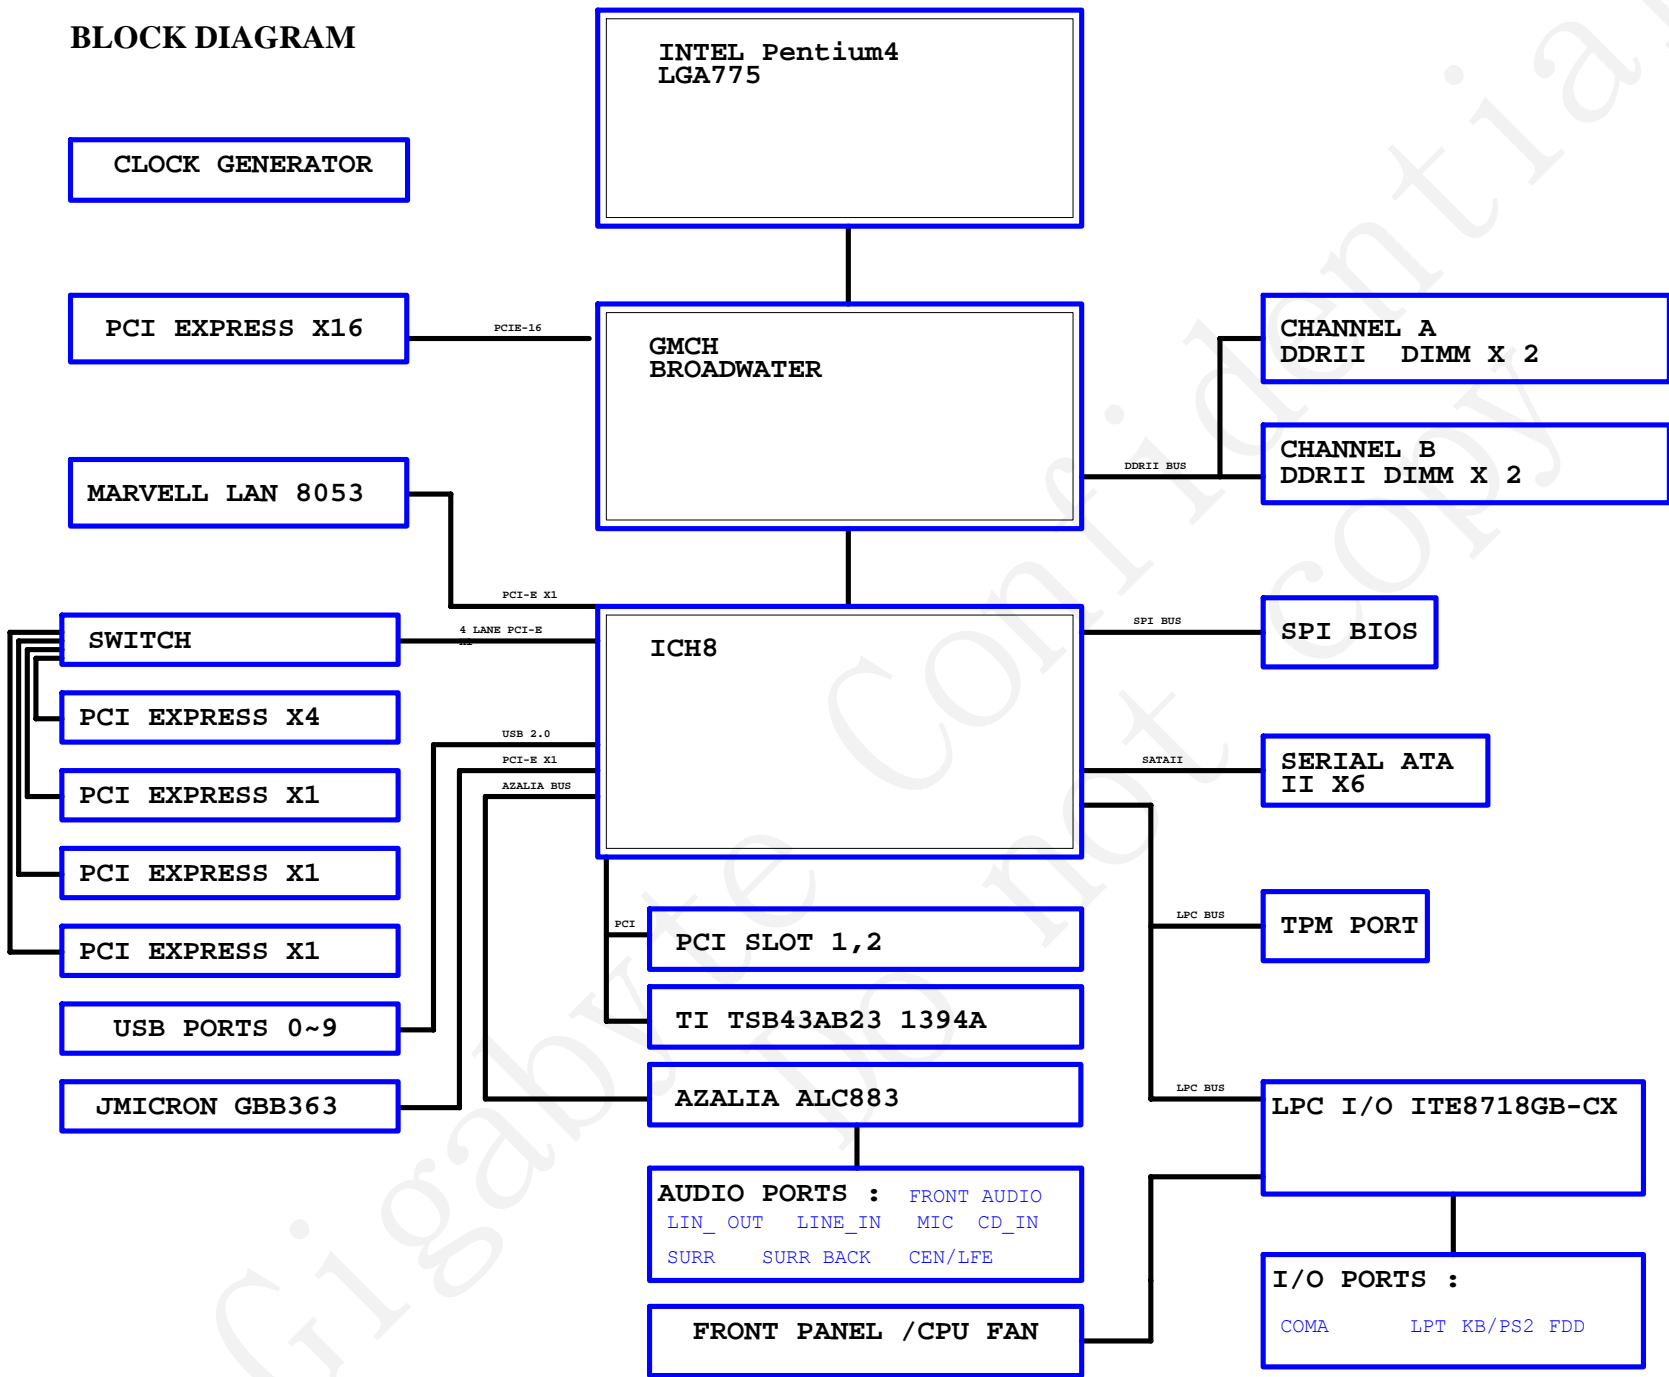 BLOCK DIAGRAM
INTEL Pentium4
LGA775
CLOCK GENERATOR
PCI EXPRESS X16
PCIE-16
GMCH
BROADWATER
CHANNEL A
DDRII DIMM X 2
CHANNEL B
DDRII DIMM X 2
DDRII BUS
MARVELL LAN 8053
PCI-E X1
SWITCH
4 LANE PCI-E
X1
ICH8
SPI BUS
SPI BIOS
PCI EXPRESS X4
USB 2.0
PCI-E X1
AZALIA BUS
SATAII
SERIAL ATA
II X6
PCI EXPRESS X1
PCI EXPRESS X1
PCI EXPRESS X1
PCI
PCI SLOT 1,2
LPC BUS
TPM PORT
USB PORTS 0~9
TI TSB43AB23 1394A
JMICRON GBB363
AZALIA ALC883
LPC BUS
LPC I/O ITE8718GB-CX
AUDIO PORTS : FRONT AUDIO
LIN_ OUT LINE_IN MIC CD_IN
SURR SURR BACK CEN/LFE
I/O PORTS :
COMA LPT KB/PS2 FDD
FRONT PANEL /CPU FAN
Gigabyte Confidential
Do not copy